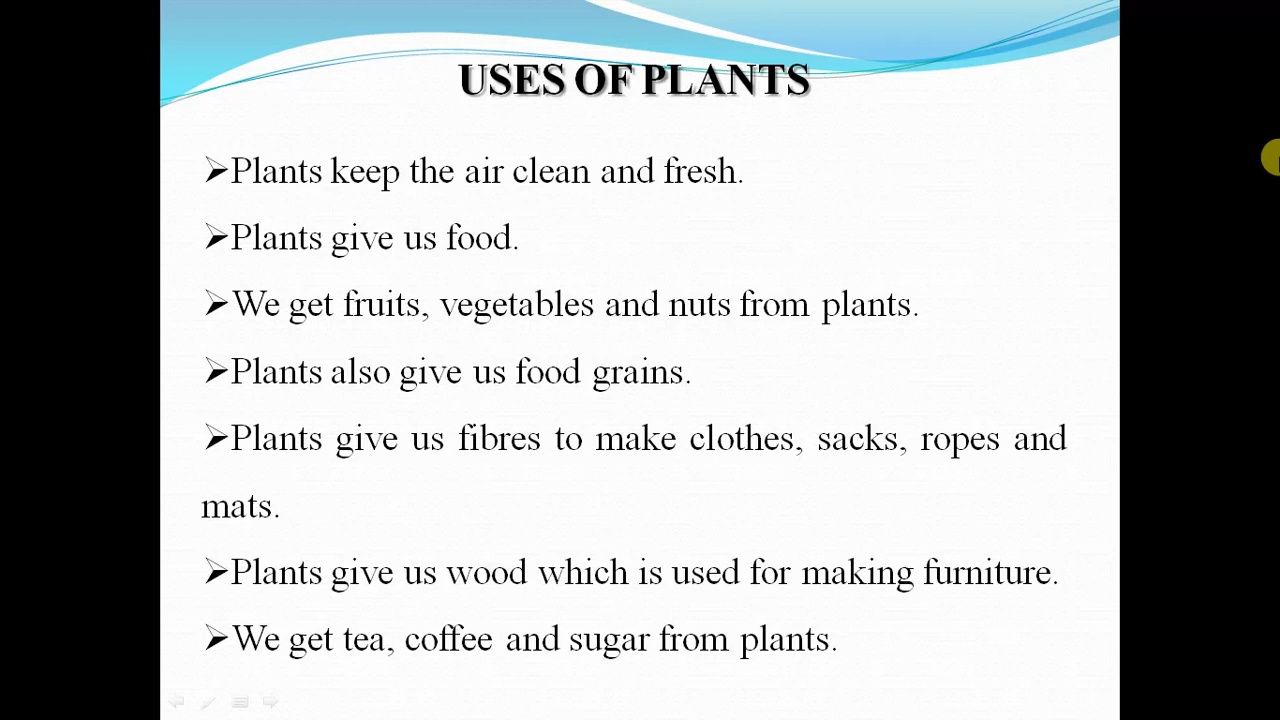 USES OF PLANTS
➢Plants keep the air clean and fresh.
➢Plants give us food.
➢We get fruits, vegetables and nuts from plants.
➢Plants also give us food grains.
➢Plants give us fibres to make clothes, sacks, ropes and
mats.
➢Plants give us wood which is used for making furniture.
➢We get tea, coffee and sugar from plants.